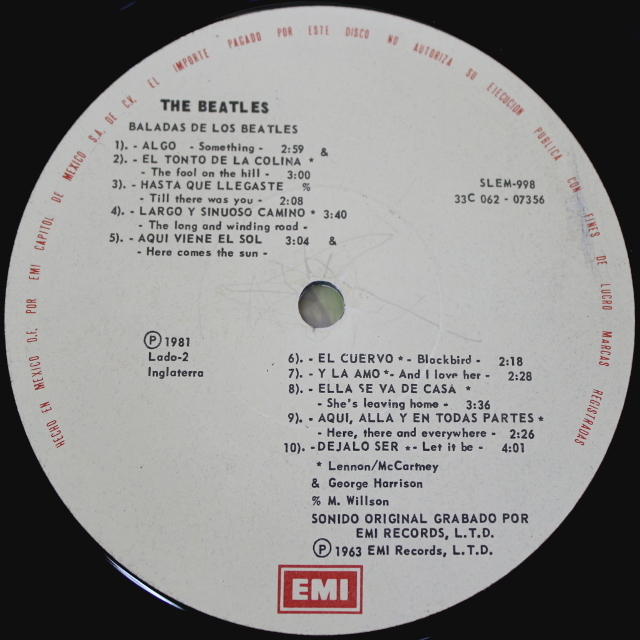 HECHO EN MEXICO D.F. POR EMI CAPITOL DE MEXICO S.A. DE C.V. EL IMPORTE PAGADO POR ESTE DISCO NO AUTORIZA SU EJECUCION PUBLICA CON FINES DE LUCRO MARCAS REGISTRADAS
THE BEATLES
BALADAS DE LOS BEATLES
1). - ALGO - Something - 2:59 &
2). - EL TONTO DE LA COLINA *
- The fool on the hill - 3:00
3). - HASTA QUE LLEGASTE %
- Till there was you - 2:08
4). - LARGO Y SINUOSO CAMINO * 3:40
- The long and winding road -
5). - AQUI VIENE EL SOL 3:04 &
- Here comes the sun -
SLEM-998
33C 062 - 07356
Ⓟ 1981
Lado-2
Inglaterra
6). - EL CUERVO * - Blackbird - 2:18
7). - Y LA AMO * - And I love her - 2:28
8). - ELLA SE VA DE CASA *
- She's leaving home - 3:36
9). - AQUI, ALLA Y EN TODAS PARTES *
- Here, there and everywhere - 2:26
10). -DEJALO SER *- Let it be - 4:01
* Lennon/McCartney
& George Harrison
% M. Willson
SONIDO ORIGINAL GRABADO POR
EMI RECORDS, L.T.D.
Ⓟ 1963 EMI Records, L.T.D.
EMI